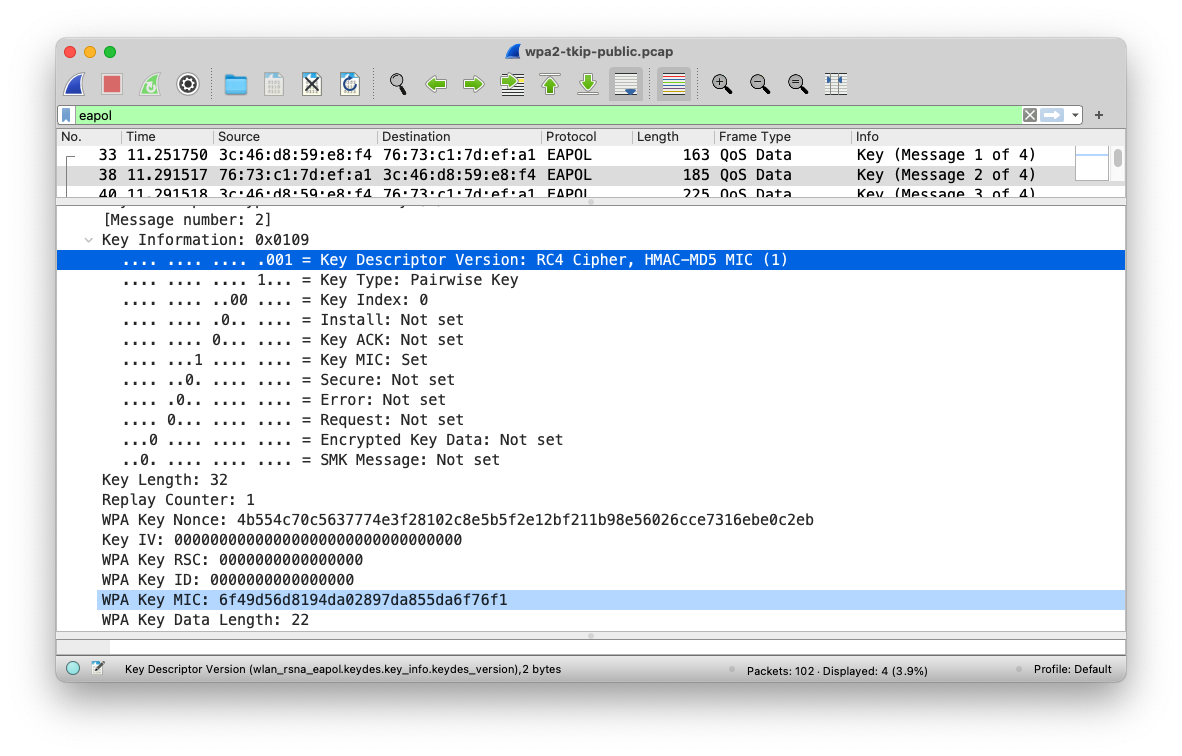 wpa2-tkip-public.pcap
eapol
No. Time Source Destination Protocol Length Frame Type Info
33 11.251750 3c:46:d8:59:e8:f4 76:73:c1:7d:ef:a1 EAPOL 163 QoS Data Key (Message 1 of 4)
38 11.291517 76:73:c1:7d:ef:a1 3c:46:d8:59:e8:f4 EAPOL 185 QoS Data Key (Message 2 of 4)
40 11.291518 3c:46:d8:59:e8:f4 76:73:c1:7d:ef:a1 EAPOL 225 QoS Data Key (Message 3 of 4)
[Message number: 2]
Key Information: 0x0109
.... .... .... .001 = Key Descriptor Version: RC4 Cipher, HMAC-MD5 MIC (1)
.... .... .... 1... = Key Type: Pairwise Key
.... .... ..00 .... = Key Index: 0
.... .... .0.. .... = Install: Not set
.... .... 0... .... = Key ACK: Not set
.... ...1 .... .... = Key MIC: Set
.... ..0. .... .... = Secure: Not set
.... .0.. .... .... = Error: Not set
.... 0... .... .... = Request: Not set
...0 .... .... .... = Encrypted Key Data: Not set
..0. .... .... .... = SMK Message: Not set
Key Length: 32
Replay Counter: 1
WPA Key Nonce: 4b554c70c5637774e3f28102c8e5b5f2e12bf211b98e56026cce7316ebe0c2eb
Key IV: 00000000000000000000000000000000
WPA Key RSC: 0000000000000000
WPA Key ID: 0000000000000000
WPA Key MIC: 6f49d56d8194da02897da855da6f76f1
WPA Key Data Length: 22
Key Descriptor Version (wlan_rsna_eapol.keydes.key_info.keydes_version), 2 bytes
Packets: 102 · Displayed: 4 (3.9%)
Profile: Default